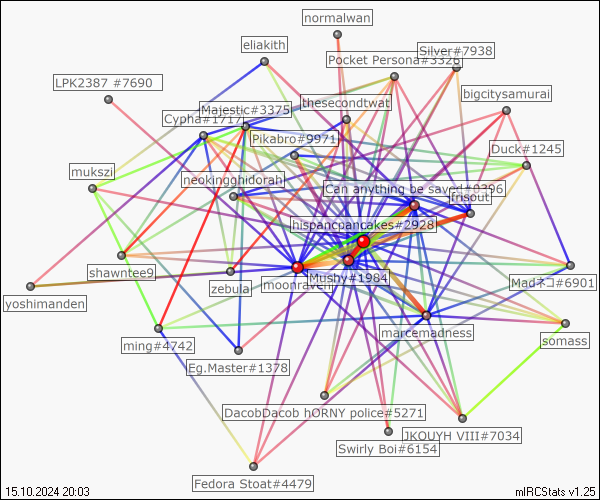 normalwan
eliakith
Silver#7938
Pocket Persona#3326
LPK2387 #7690
bigcitysamurai
thesecondtwat
Majestic#3375
Cypha#1717
Pikabro#9971
Duck#1245
mukszi
neokingghidorah
Can anything be saved#0396
frisout
hispancpancakes#2928
shawntee9
zebula
moonraven
Mushy#1984
Madネコ#6901
yoshimanden
marcemadness
ming#4742
somass
Eg.Master#1378
DacobDacob hORNY police#5271
JKOUYH VIII#7034
Swirly Boi#6154
Fedora Stoat#4479
15.10.2024 20:03
mIRCStats v1.25